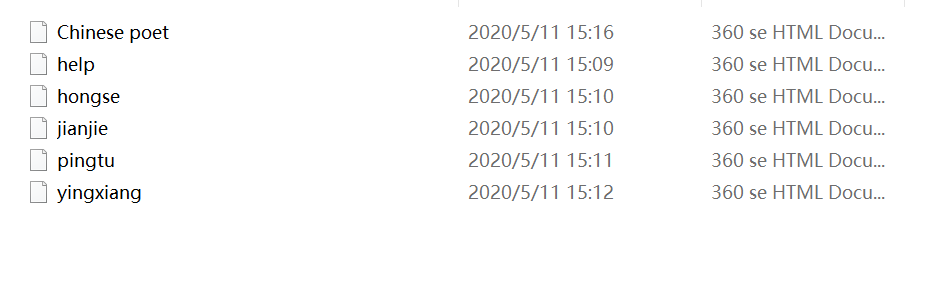 Chinese poet 2020/5/11 15:16 360 se HTML Docu...
help 2020/5/11 15:09 360 se HTML Docu...
hongse 2020/5/11 15:10 360 se HTML Docu...
jianjie 2020/5/11 15:10 360 se HTML Docu...
pingtu 2020/5/11 15:11 360 se HTML Docu...
yingxiang 2020/5/11 15:12 360 se HTML Docu...